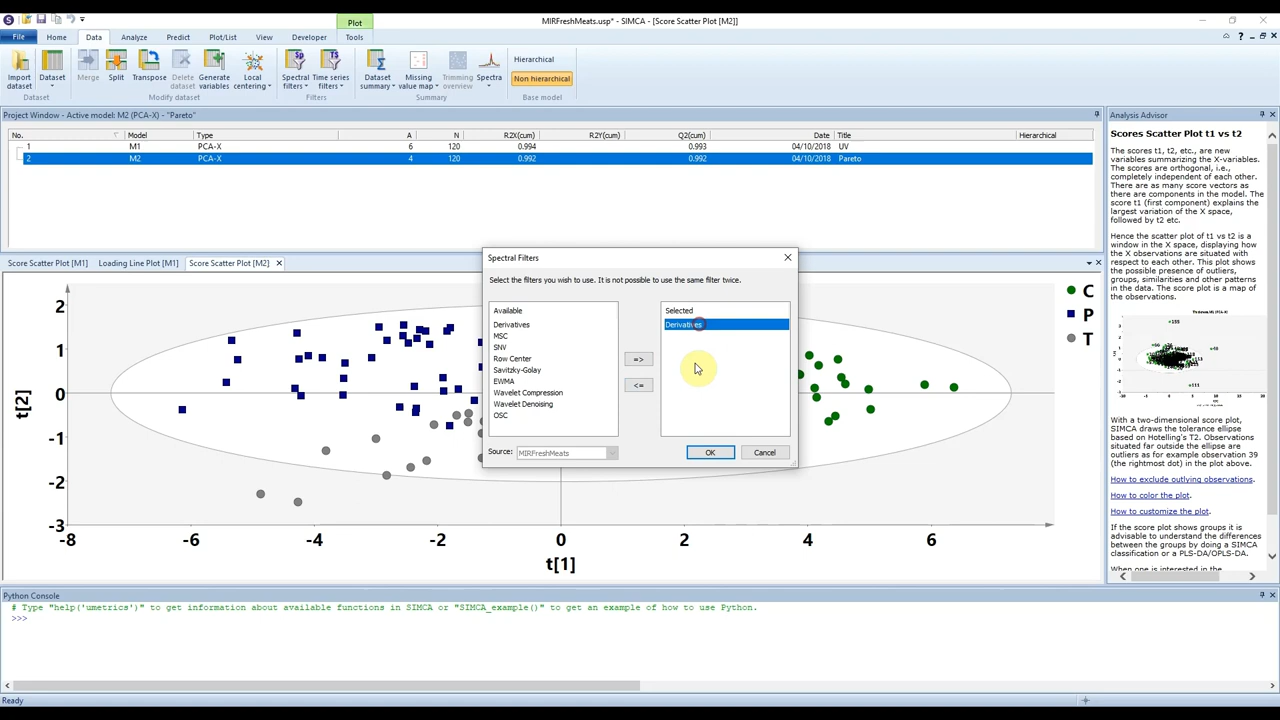 MIRFreshMeats.usp* - SIMCA - [Score Scatter Plot [M2]]
Plot
File Home Data Analyze Predict Plot/List View Developer Tools
Import dataset
Dataset
Merge
Split
Transpose
Delete dataset
Generate variables
Local centering
Spectral filters
Time series filters
Dataset summary
Missing value map
Trimming overview
Spectra
Hierarchical
Non hierarchical
Dataset Modify dataset Filters Summary Base model
Project Window - Active model: M2 (PCA-X) - "Pareto"
No. Model Type A N R2X(cum) R2Y(cum) Q2(cum) Date Title Hierarchical
1 M1 PCA-X 6 120 0.994 0.993 04/10/2018 UV
2 M2 PCA-X 4 120 0.992 0.992 04/10/2018 Pareto
Score Scatter Plot [M1] Loading Line Plot [M1] Score Scatter Plot [M2]
2
1
0
-1
-2
-3
t[2]
-8 -6 -4 -2 0 2 4 6
t[1]
C
P
T
Spectral Filters
Select the filters you wish to use. It is not possible to use the same filter twice.
Available
Derivatives
MSC
SNV
Row Center
Savitzky-Golay
EWMA
Wavelet Compression
Wavelet Denoising
OSC
=>
<=
Selected
Derivatives
Source: MIRFreshMeats
OK Cancel
Analysis Advisor
Scores Scatter Plot t1 vs t2
The scores t1, t2, etc., are new
variables summarizing the X-variables.
The scores are orthogonal, i.e.,
completely independent of each other.
There are as many score vectors as
there are components in the model. The
score t1 (first component) explains the
largest variation of the X space,
followed by t2 etc.
Hence the scatter plot of t1 vs t2 is a
window in the X space, displaying how
the X observations are situated with
respect to each other. This plot shows
the possible presence of outliers,
groups, similarities and other patterns
in the data. The score plot is a map of
the observations.
With a two-dimensional score plot,
SIMCA draws the tolerance ellipse
based on Hotelling's T2. Observations
situated far outside the ellipse are
outliers as for example observation 39
(the rightmost dot) in the plot above.
How to exclude outlying observations.
How to color the plot.
How to customize the plot.
If the score plot shows groups it is
advisable to understand the differences
between the groups by doing a SIMCA
classification or a PLS-DA/OPLS-DA.
When one is interested in the
Python Console
# Type "help('umetrics')" to get information about available functions in SIMCA or "SIMCA_example()" to get an example of how to use Python.
>>>
Ready